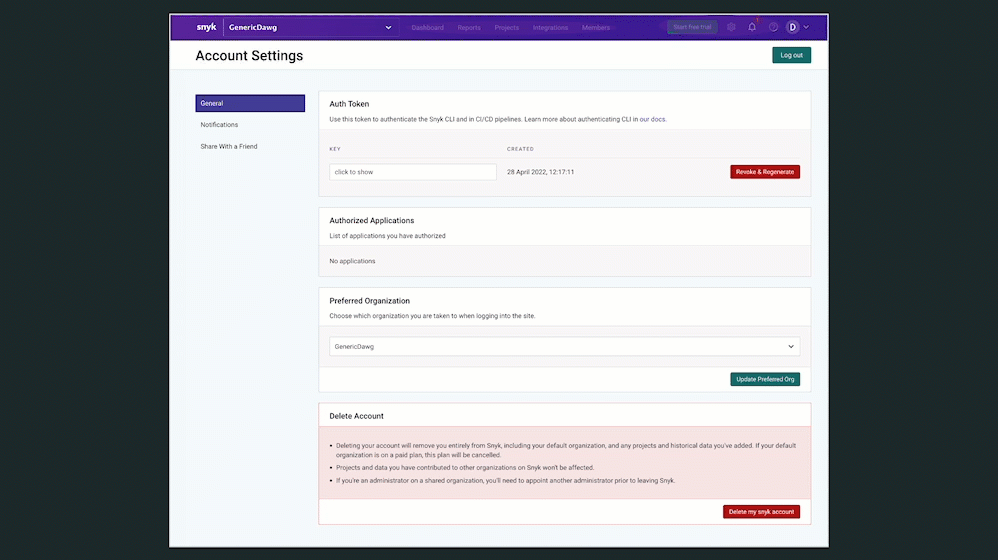 snyk GenericDawg Dashboard Reports Projects Integrations Members Start free trial D
Account Settings
Log out
General
Notifications
Share With a Friend
Auth Token
Use this token to authenticate the Snyk CLI and in CI/CD pipelines. Learn more about authenticating CLI in our docs.
KEY CREATED
click to show 28 April 2022, 12:17:11 Revoke & Regenerate
Authorized Applications
List of applications you have authorized
No applications
Preferred Organization
Choose which organization you are taken to when logging into the site.
GenericDawg
Update Preferred Org
Delete Account
• Deleting your account will remove you entirely from Snyk, including your default organization, and any projects and historical data you've added. If your default
organization is on a paid plan, this plan will be cancelled.
• Projects and data you have contributed to other organizations on Snyk won't be affected.
• If you're an administrator on a shared organization, you'll need to appoint another administrator prior to leaving Snyk.
Delete my snyk account